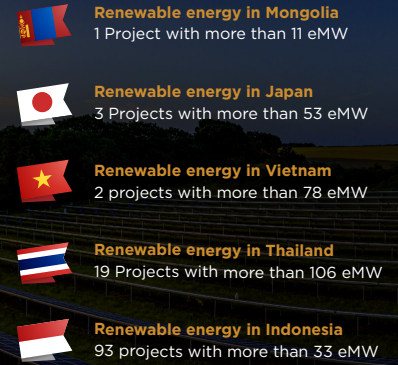 Renewable energy in Mongolia
1 Project with more than 11 eMW
Renewable energy in Japan
3 Projects with more than 53 eMW
Renewable energy in Vietnam
2 projects with more than 78 eMW
Renewable energy in Thailand
19 Projects with more than 106 eMW
Renewable energy in Indonesia
93 projects with more than 33 eMW